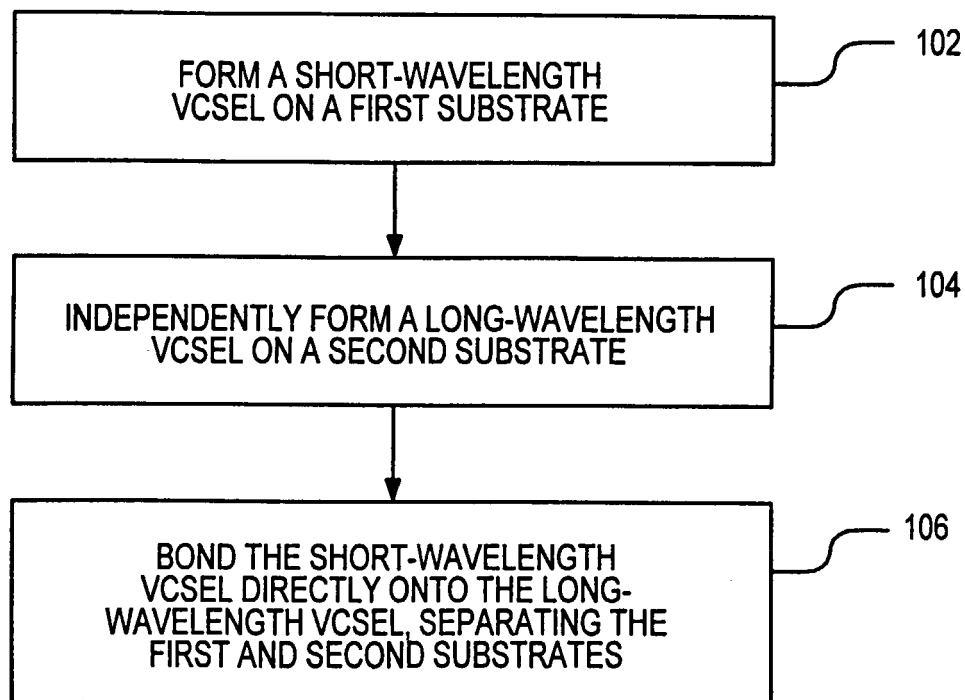 FORM A SHORT-WAVELENGTH
VCSEL ON A FIRST SUBSTRATE
102
INDEPENDENTLY FORM A LONG-WAVELENGTH
VCSEL ON A SECOND SUBSTRATE
104
BOND THE SHORT-WAVELENGTH
VCSEL DIRECTLY ONTO THE LONG-
WAVELENGTH VCSEL, SEPARATING THE
FIRST AND SECOND SUBSTRATES
106